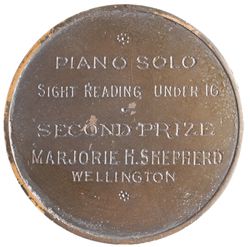 PIANO SOLO
SIGHT READING UNDER 16
SECOND PRIZE
MARJORIE H. SHEPHERD
WELLINGTON